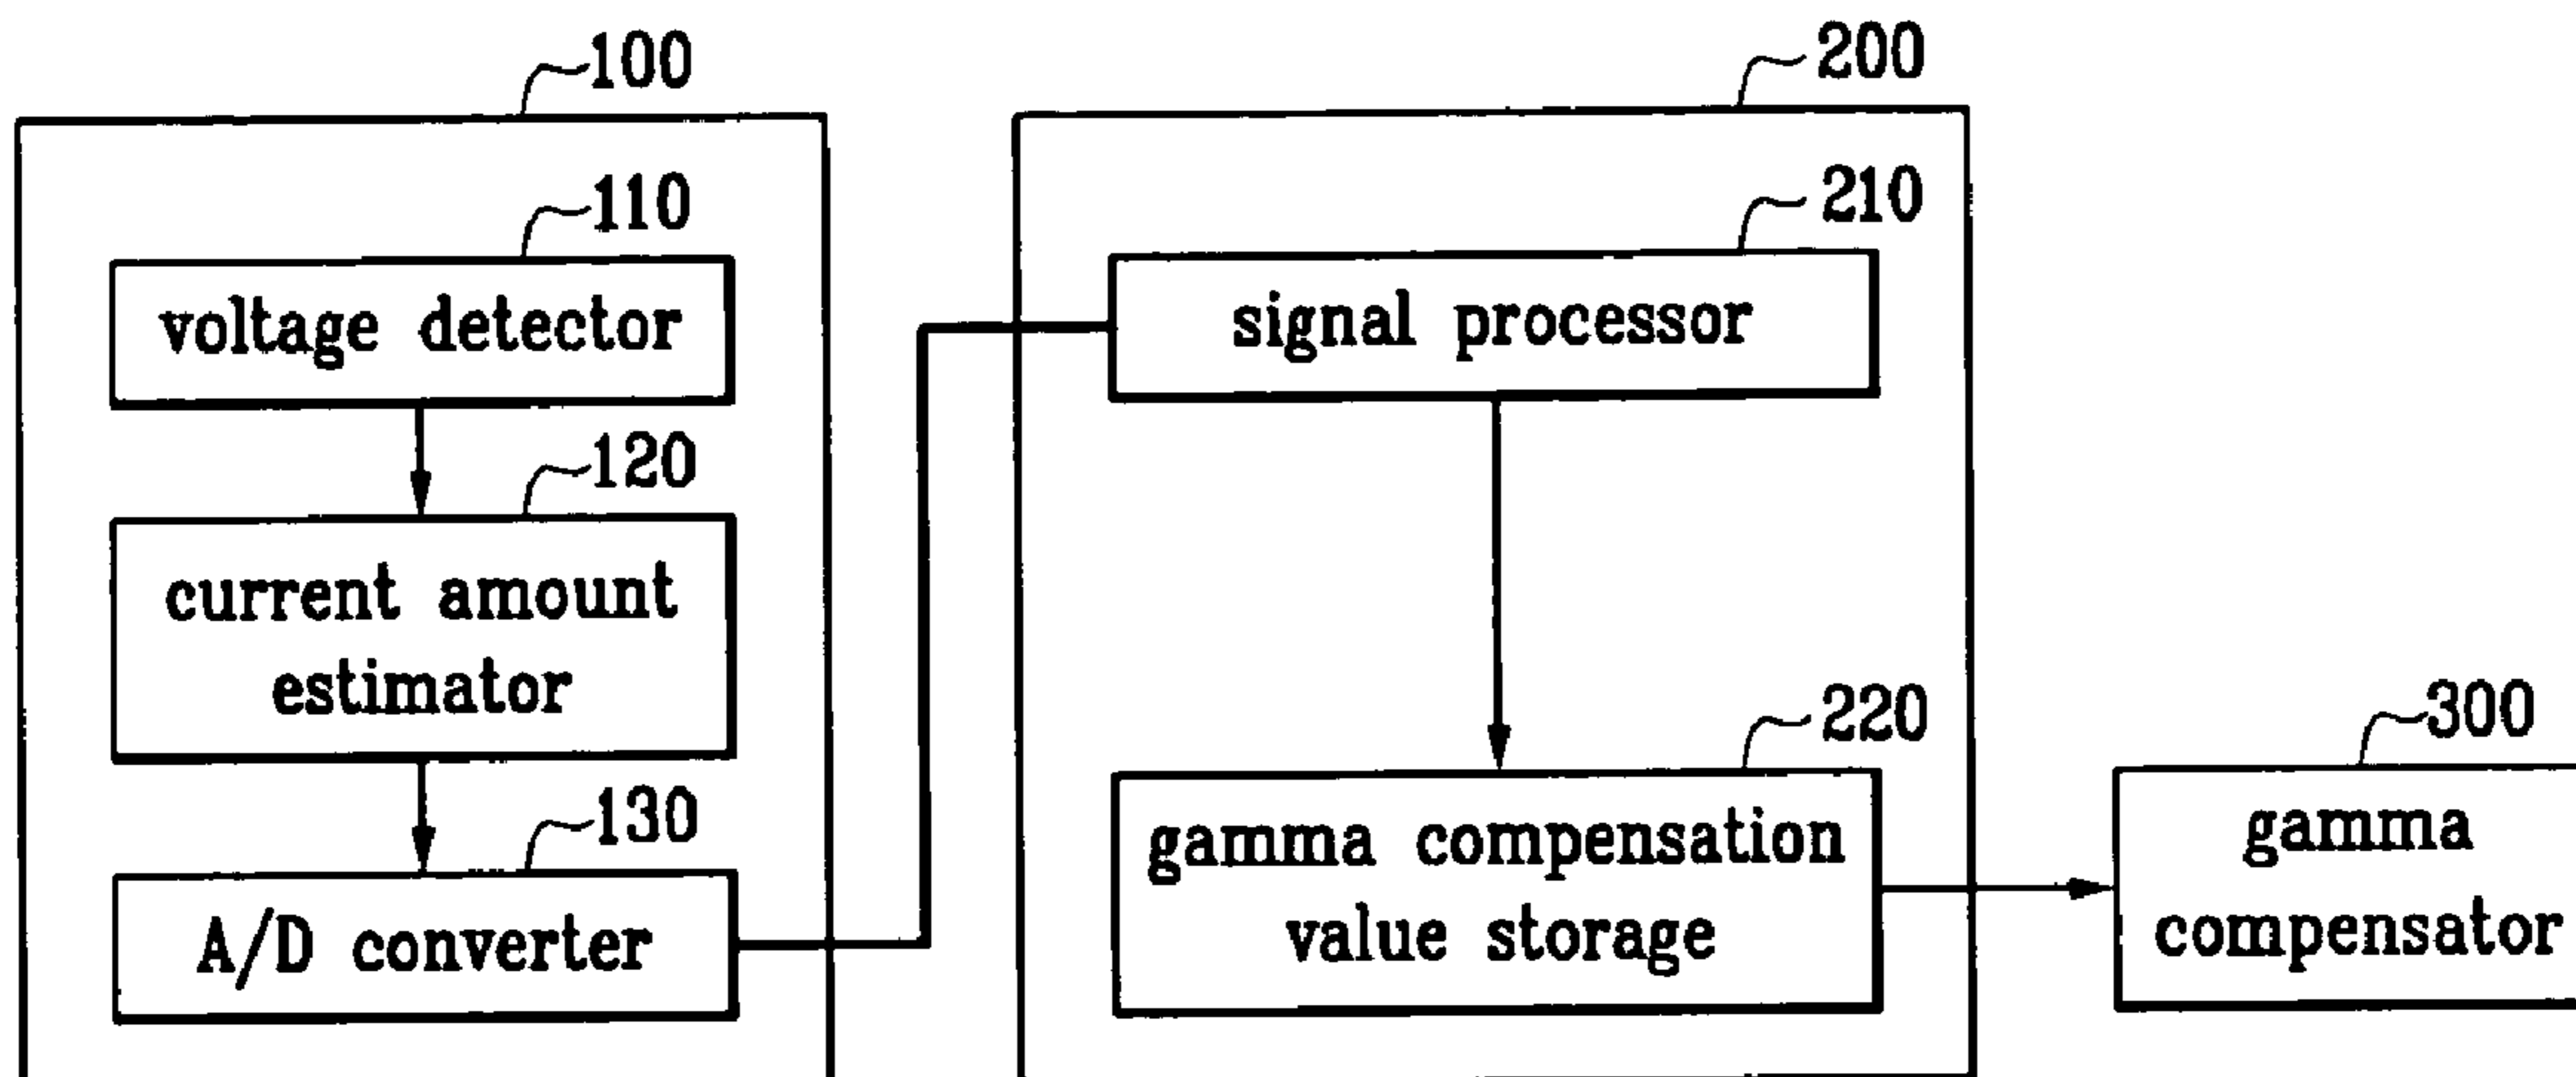 100
110
voltage detector
120
current amount
estimator
130
A/D converter
200
210
signal processor
220
gamma compensation
value storage
300
gamma
compensator